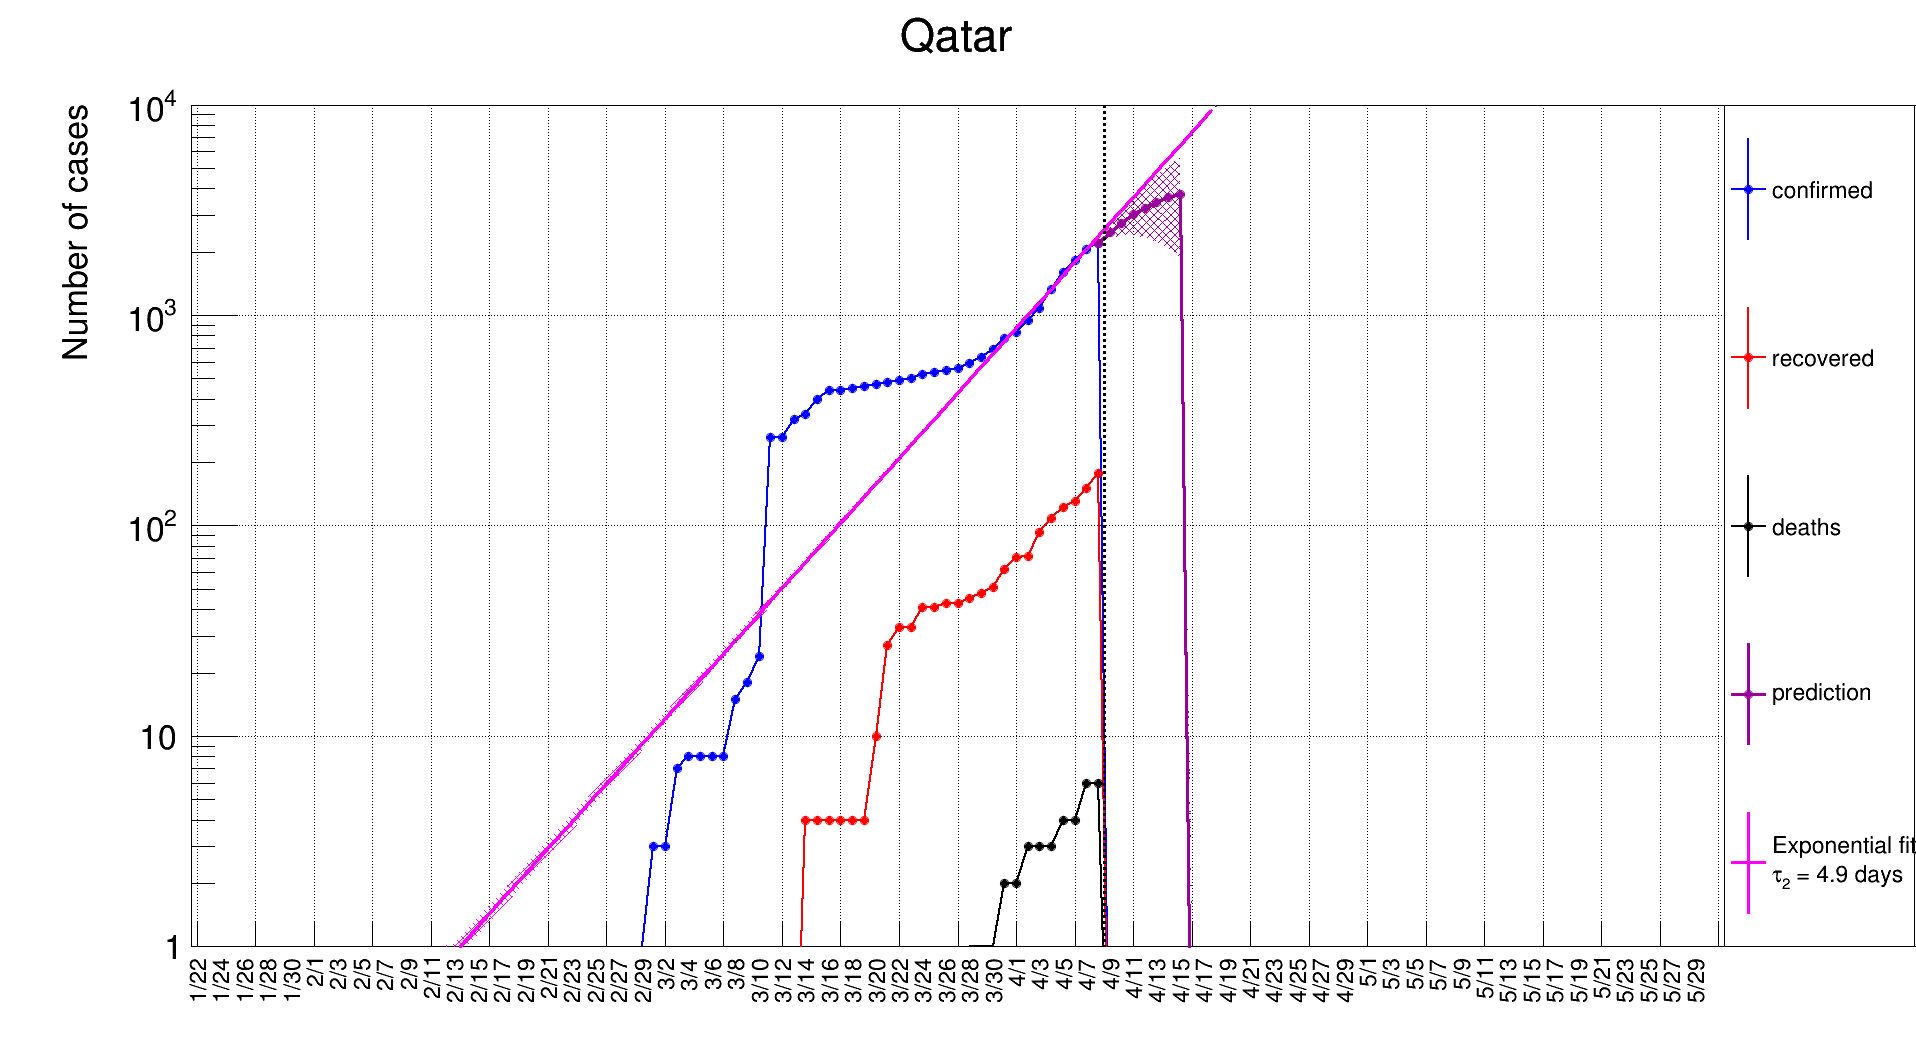 Qatar
Number of cases
10^4
10^3
10^2
10
1
1/22 1/24 1/26 1/28 1/30 2/1 2/3 2/5 2/7 2/9 2/11 2/13 2/15 2/17 2/19 2/21 2/23 2/25 2/27 2/29 3/2 3/4 3/6 3/8 3/10 3/12 3/14 3/16 3/18 3/20 3/22 3/24 3/26 3/28 3/30 4/1 4/3 4/5 4/7 4/9 4/11 4/13 4/15 4/17 4/19 4/21 4/23 4/25 4/27 4/29 5/1 5/3 5/5 5/7 5/9 5/11 5/13 5/15 5/17 5/19 5/21 5/23 5/25 5/27 5/29
confirmed
recovered
deaths
prediction
Exponential fit
τ₂ = 4.9 days